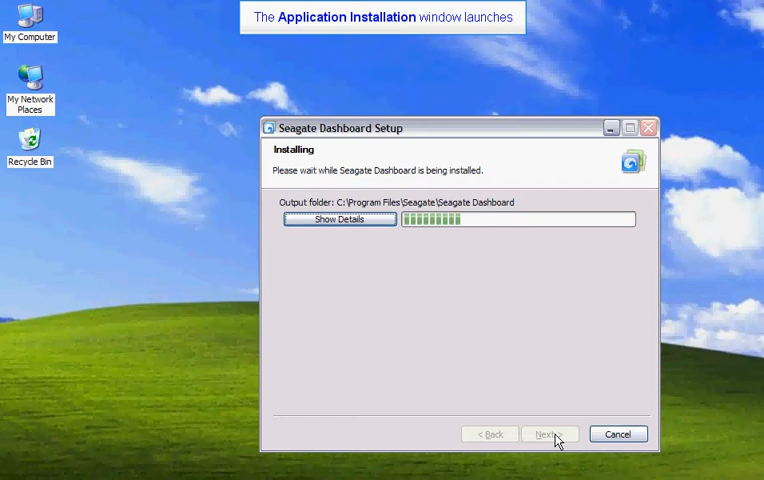 The Application Installation window launches
My Computer
My Network
Places
Recycle Bin
Seagate Dashboard Setup
Installing
Please wait while Seagate Dashboard is being installed.
Output folder: C:\Program Files\Seagate\Seagate Dashboard
Show Details
< Back
Next >
Cancel